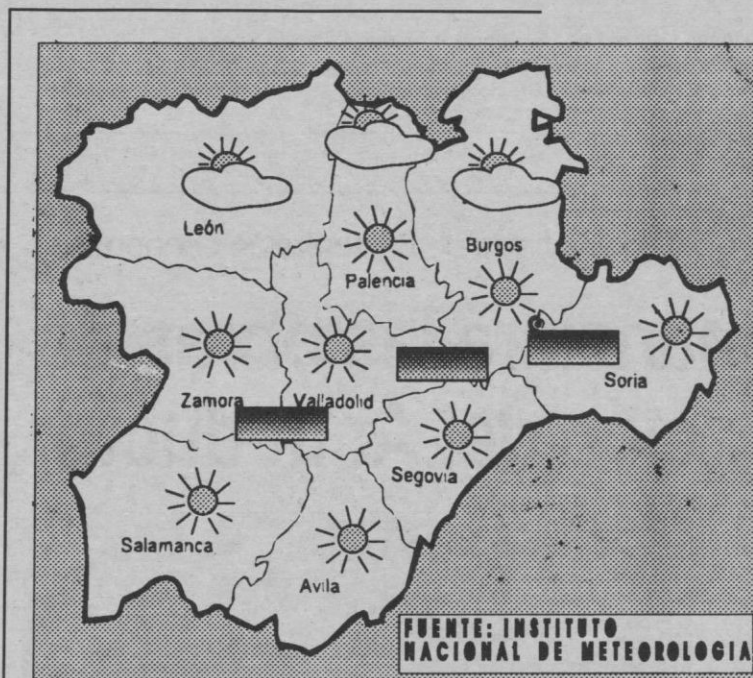 León
Burgos
Palencia
Soria
Zamora
Valladolid
Segovia
Salamanca
Avila
FUENTE: INSTITUTO
NACIONAL DE METEOROLOGIA